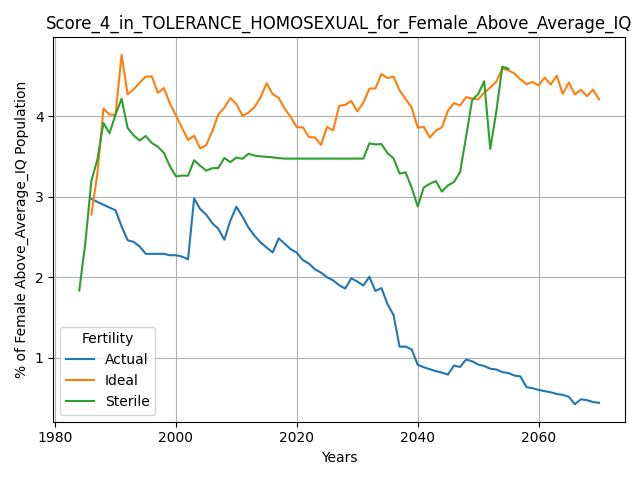 Score_4_in_TOLERANCE_HOMOSEXUAL_for_Female_Above_Average_IQ
% of Female Above_Average_IQ Population
4
3
2
1
Fertility
Actual
Ideal
Sterile
1980 2000 2020 2040 2060
Years